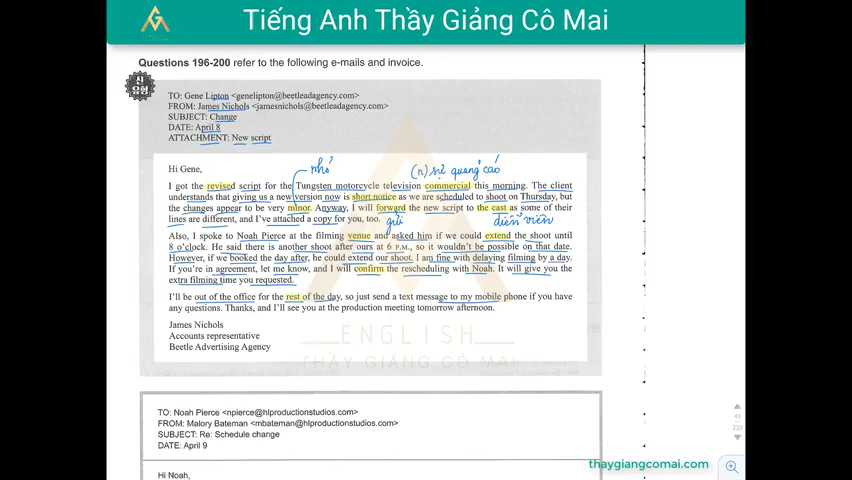 Tiếng Anh Thầy Giảng Cô Mai
Questions 196-200 refer to the following e-mails and invoice.
TO: Gene Lipton <genelipton@beetleadagency.com>
FROM: James Nichols <jamesnichols@beetleadagency.com>
SUBJECT: Change
DATE: April 8
ATTACHMENT: New script
nhỏ
(n) sự quảng cáo
Hi Gene,
I got the revised script for the Tungsten motorcycle television commercial this morning. The client
understands that giving us a new version now is short notice as we are scheduled to shoot on Thursday, but
the changes appear to be very minor. Anyway, I will forward the new script to the cast as some of their
lines are different, and I've attached a copy for you, too.
gửi
diễn viên
Also, I spoke to Noah Pierce at the filming venue and asked him if we could extend the shoot until
8 o'clock. He said there is another shoot after ours at 6 P.M., so it wouldn't be possible on that date.
However, if we booked the day after, he could extend our shoot. I am fine with delaying filming by a day.
If you're in agreement, let me know, and I will confirm the rescheduling with Noah. It will give you the
extra filming time you requested.
I'll be out of the office for the rest of the day, so just send a text message to my mobile phone if you have
any questions. Thanks, and I'll see you at the production meeting tomorrow afternoon.
James Nichols
Accounts representative
Beetle Advertising Agency
ENGLISH
THẦY GIẢNG.CÔ MAI
TO: Noah Pierce <npierce@hlproductionstudios.com>
FROM: Malory Bateman <mbateman@hlproductionstudios.com>
SUBJECT: Re: Schedule change
DATE: April 9
Hi Noah,
thaygiangcomai.com